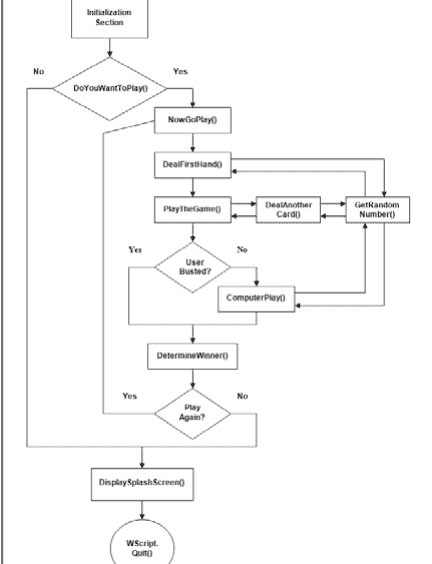 Initialization
Section
No
Yes
DoYouWantToPlay()
NowGoPlay()
DealFirstHand()
PlayTheGame()
DealAnother
Card()
GetRandom
Number()
Yes
No
User
Busted?
ComputerPlay()
DetermineWinner()
Yes
No
Play
Again?
DisplaySplashScreen()
WScript.
Quit()